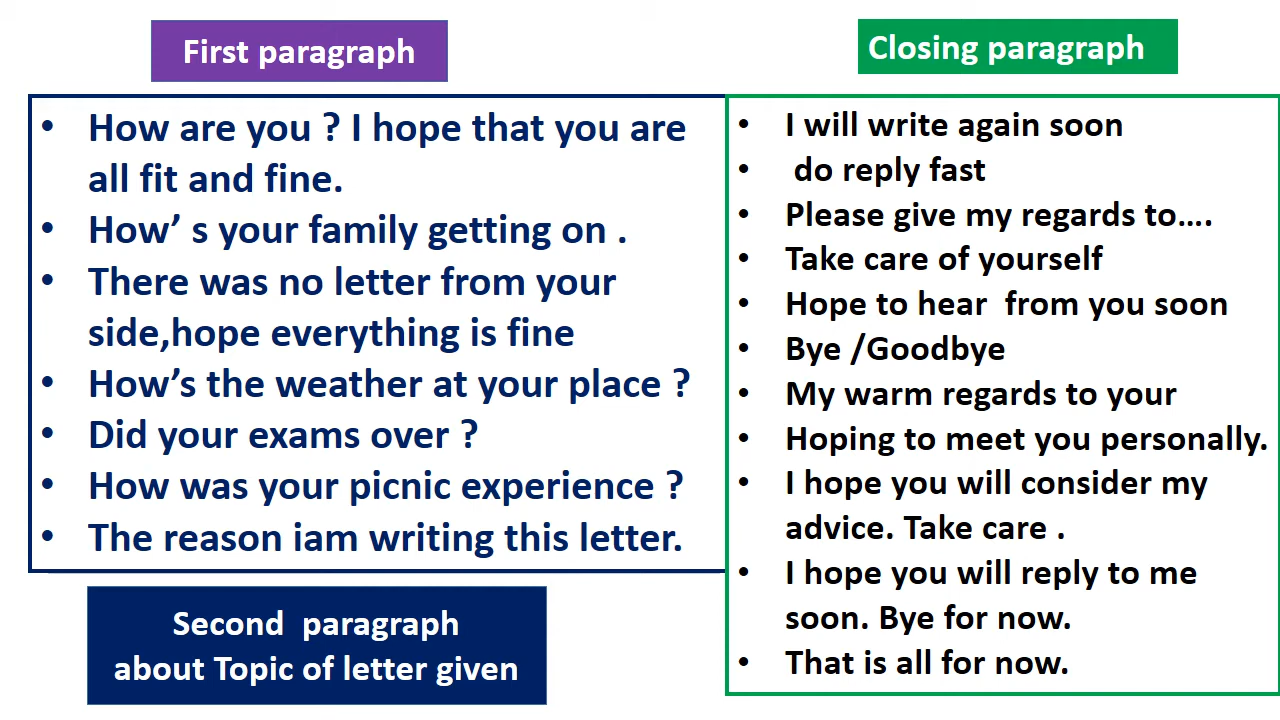 First paragraph
• How are you ? I hope that you are
all fit and fine.
• How’ s your family getting on .
• There was no letter from your
side,hope everything is fine
• How’s the weather at your place ?
• Did your exams over ?
• How was your picnic experience ?
• The reason iam writing this letter.
Second paragraph
about Topic of letter given
Closing paragraph
• I will write again soon
• do reply fast
• Please give my regards to….
• Take care of yourself
• Hope to hear from you soon
• Bye /Goodbye
• My warm regards to your
• Hoping to meet you personally.
• I hope you will consider my
advice. Take care .
• I hope you will reply to me
soon. Bye for now.
• That is all for now.